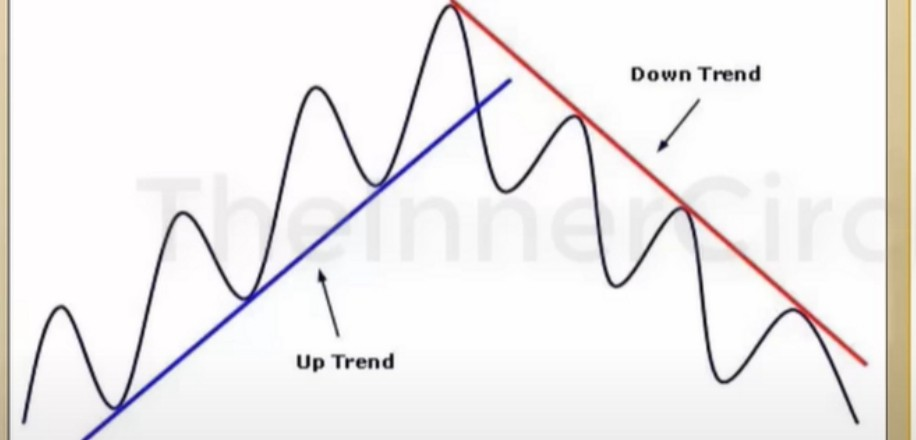 Down Trend
TheInnerCirc
Up Trend